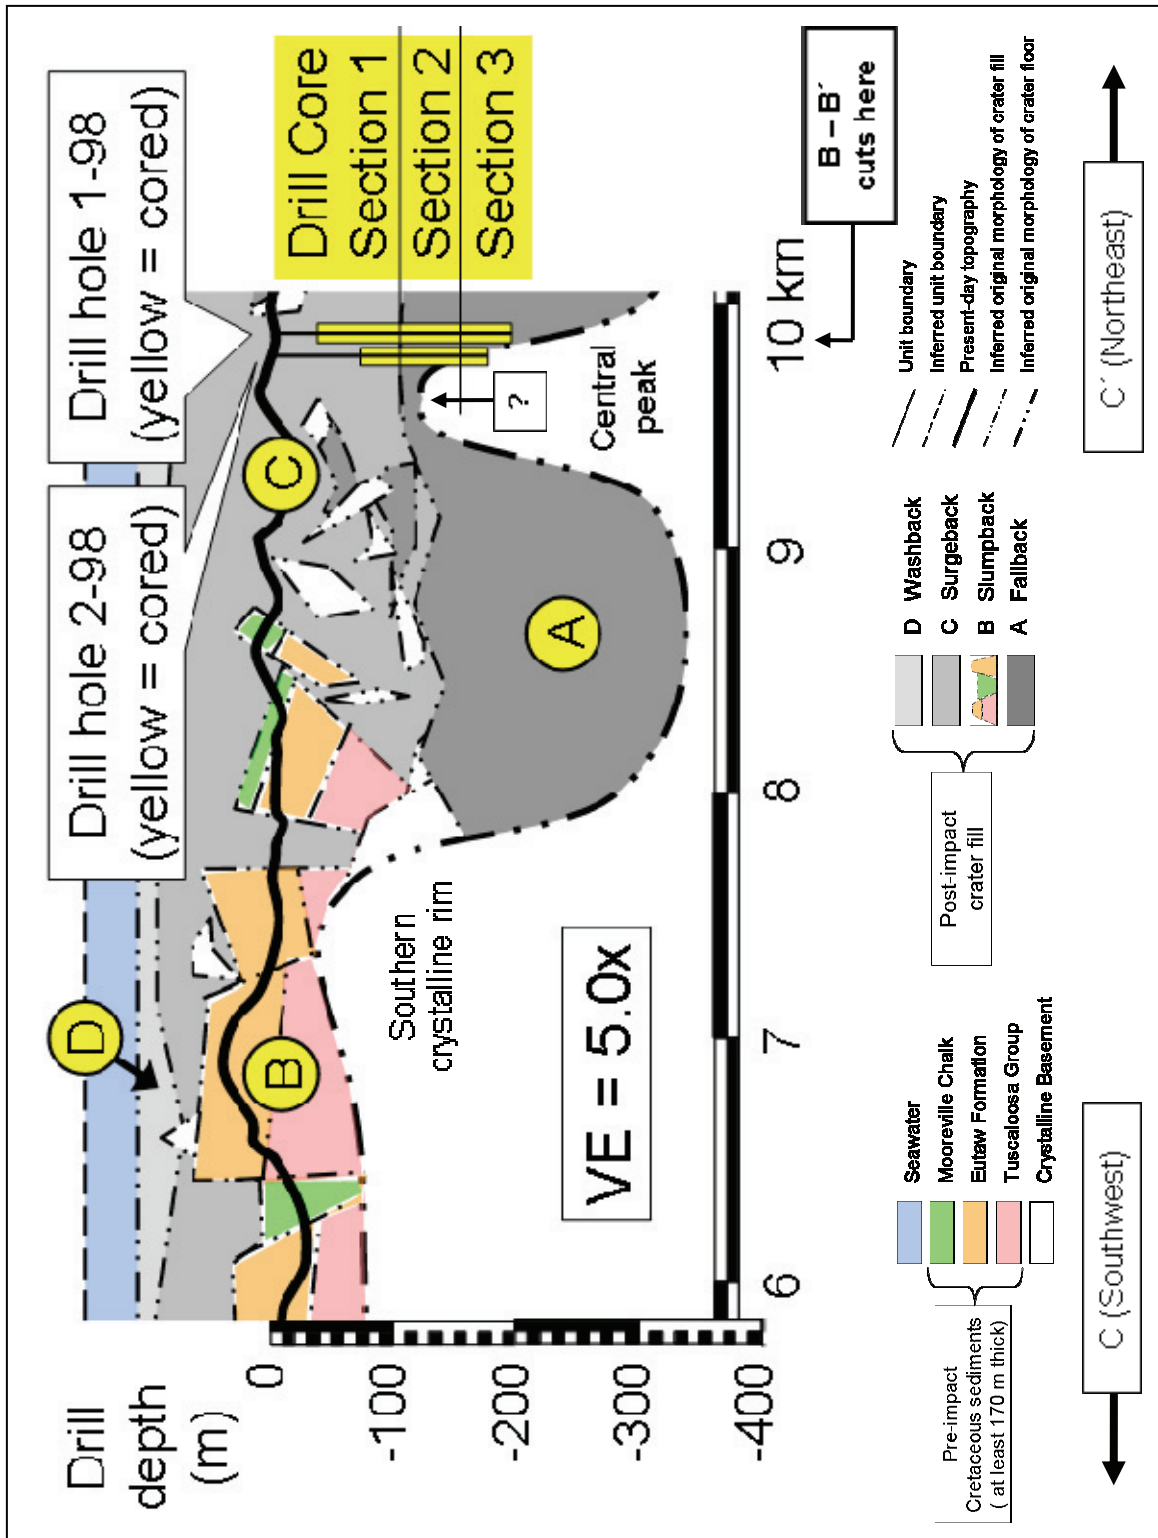 Drill hole 2-98
(yellow = cored)
Drill hole 1-98
(yellow = cored)
Drill
depth
(m)
0
-100
-200
-300
-400
D
B
C
A
Drill Core
Section 1
Section 2
Section 3
Southern
crystalline rim
VE = 5.0x
?
Central
peak
6
7
8
9
10 km
B – B´
cuts here
Pre-impact
Cretaceous sediments
( at least 170 m thick)
Seawater
Mooreville Chalk
Eutaw Formation
Tuscaloosa Group
Crystalline Basement
Post-impact
crater fill
D Washback
C Surgeback
B Slumpback
A Fallback
Unit boundary
Inferred unit boundary
Present-day topography
Inferred original morphology of crater fill
Inferred original morphology of crater floor
C (Southwest)
C´ (Northeast)